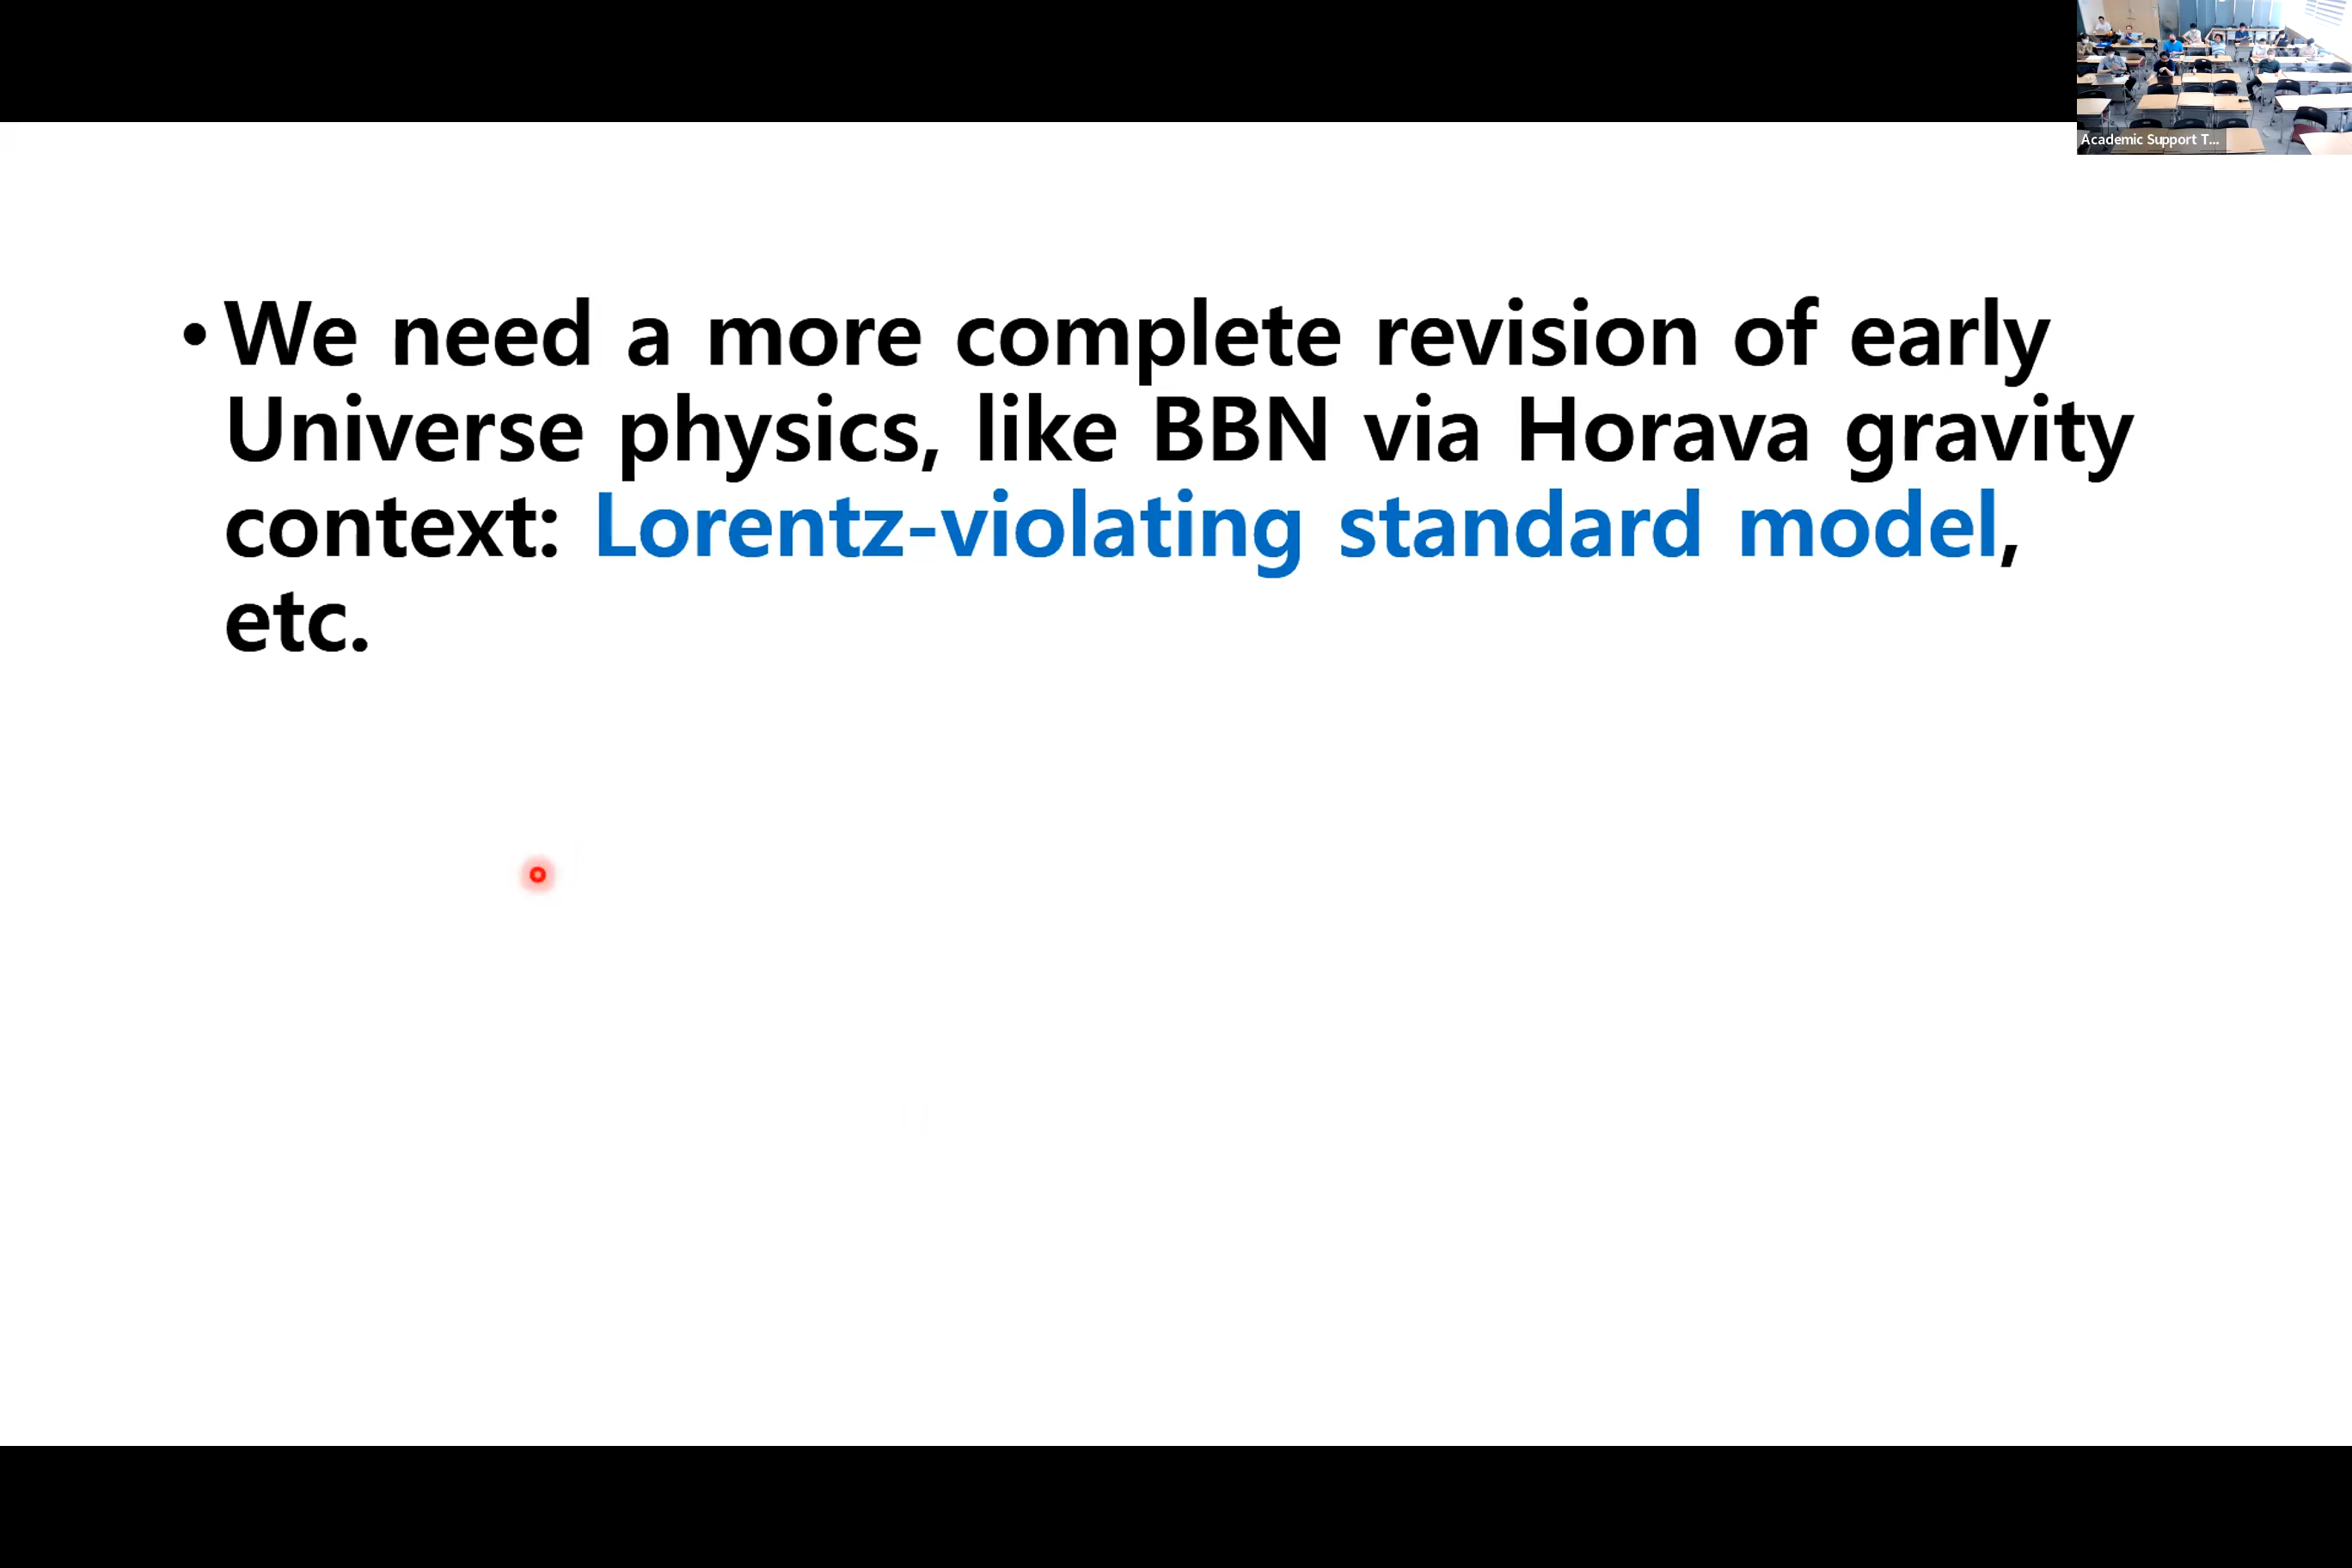 Academic Support T...
• We need a more complete revision of early
Universe physics, like BBN via Horava gravity
context: Lorentz-violating standard model,
etc.